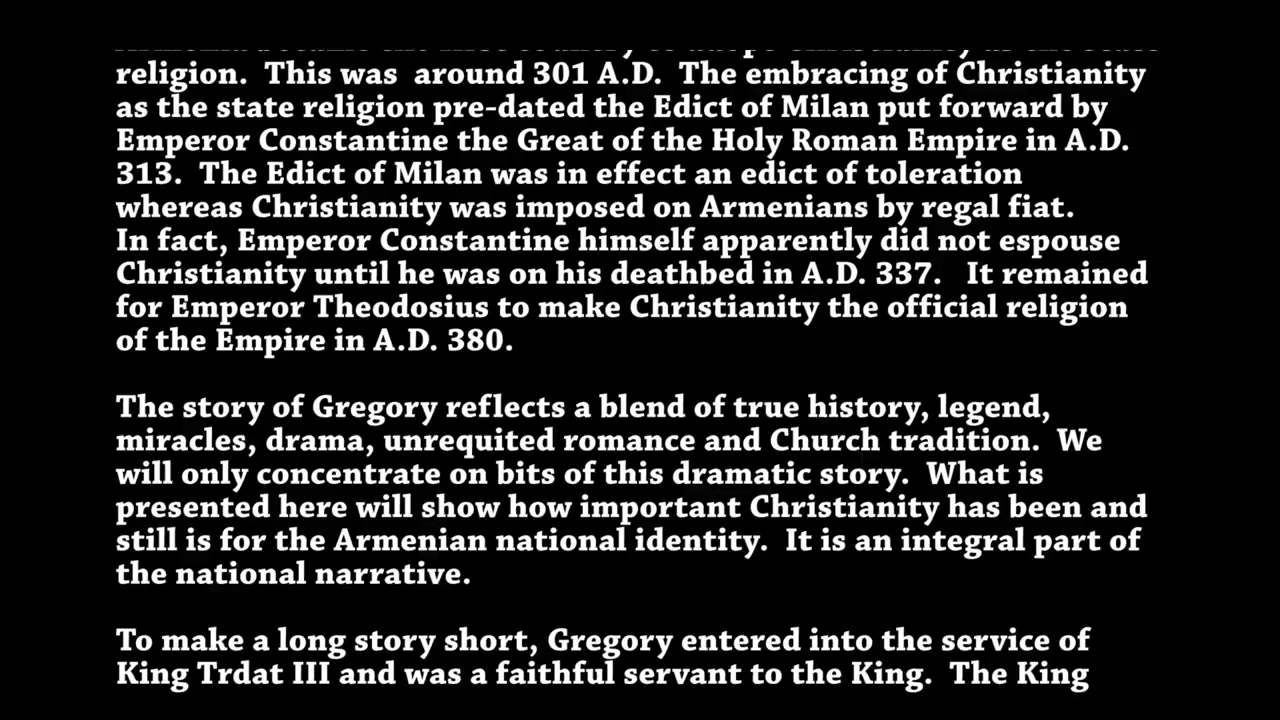 religion.  This was  around 301 A.D.  The embracing of Christianity
as the state religion pre-dated the Edict of Milan put forward by
Emperor Constantine the Great of the Holy Roman Empire in A.D.
313.  The Edict of Milan was in effect an edict of toleration
whereas Christianity was imposed on Armenians by regal fiat.
In fact, Emperor Constantine himself apparently did not espouse
Christianity until he was on his deathbed in A.D. 337.   It remained
for Emperor Theodosius to make Christianity the official religion
of the Empire in A.D. 380.
The story of Gregory reflects a blend of true history, legend,
miracles, drama, unrequited romance and Church tradition.  We
will only concentrate on bits of this dramatic story.  What is
presented here will show how important Christianity has been and
still is for the Armenian national identity.  It is an integral part of
the national narrative.
To make a long story short, Gregory entered into the service of
King Trdat III and was a faithful servant to the King.  The King